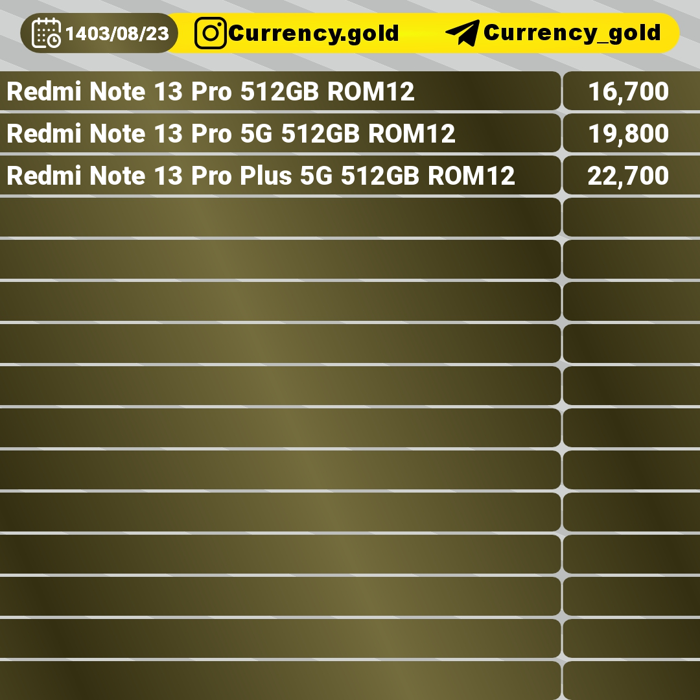 1403/08/23 Currency.gold Currency_gold
Redmi Note 13 Pro 512GB ROM12 16,700
Redmi Note 13 Pro 5G 512GB ROM12 19,800
Redmi Note 13 Pro Plus 5G 512GB ROM12 22,700